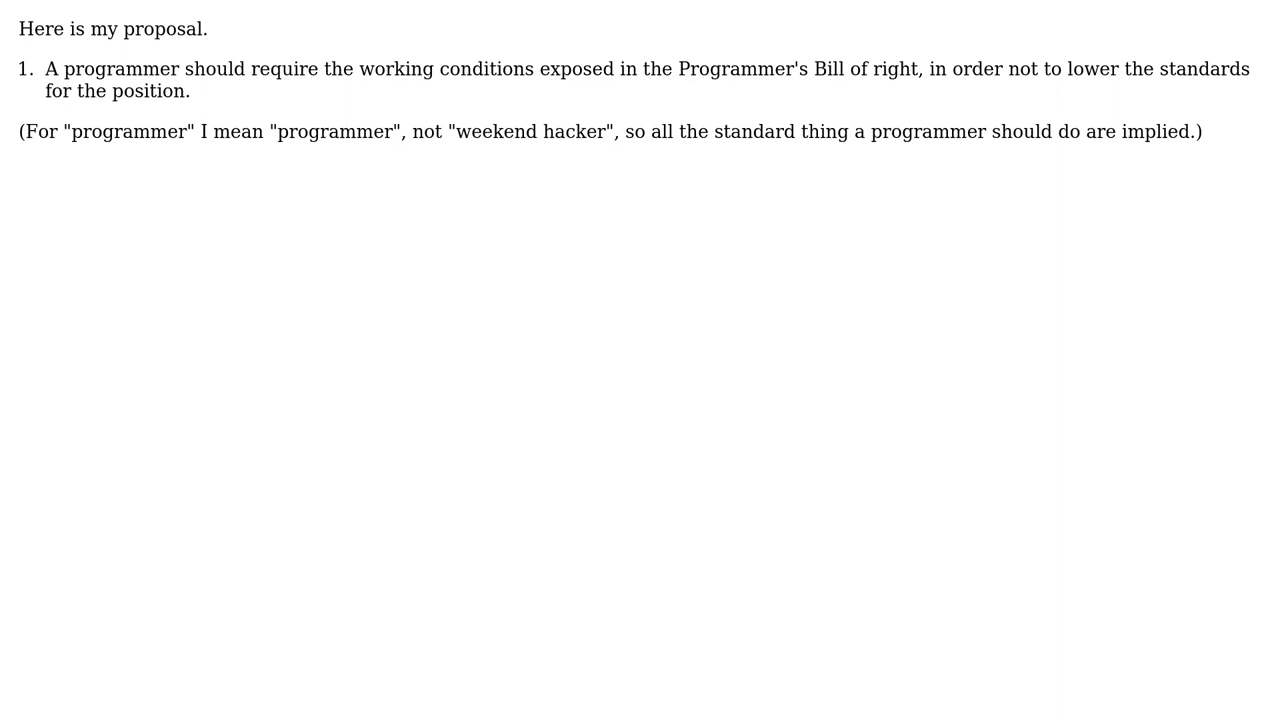 Here is my proposal.
1. A programmer should require the working conditions exposed in the Programmer's Bill of right, in order not to lower the standards
for the position.
(For "programmer" I mean "programmer", not "weekend hacker", so all the standard thing a programmer should do are implied.)